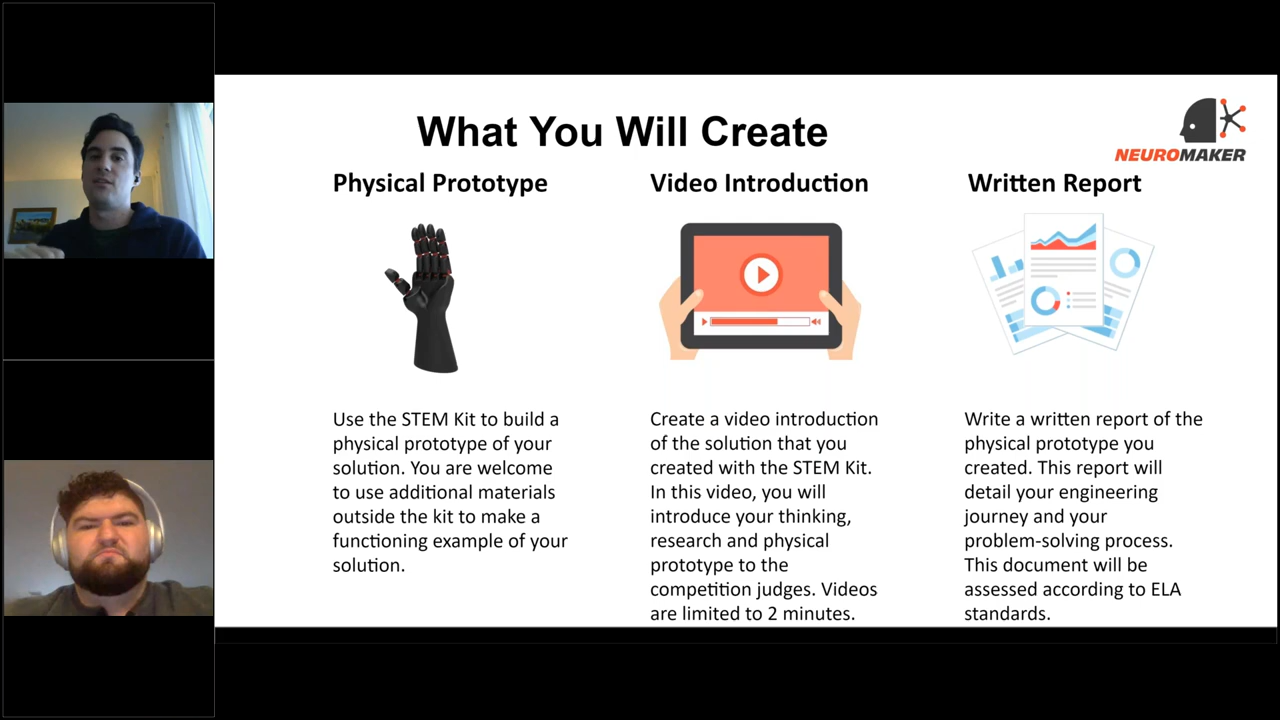 What You Will Create
NEUROMAKER
Physical Prototype
Use the STEM Kit to build a
physical prototype of your
solution. You are welcome
to use additional materials
outside the kit to make a
functioning example of your
solution.
Video Introduction
Create a video introduction
of the solution that you
created with the STEM Kit.
In this video, you will
introduce your thinking,
research and physical
prototype to the
competition judges. Videos
are limited to 2 minutes.
Written Report
Write a written report of the
physical prototype you
created. This report will
detail your engineering
journey and your
problem-solving process.
This document will be
assessed according to ELA
standards.